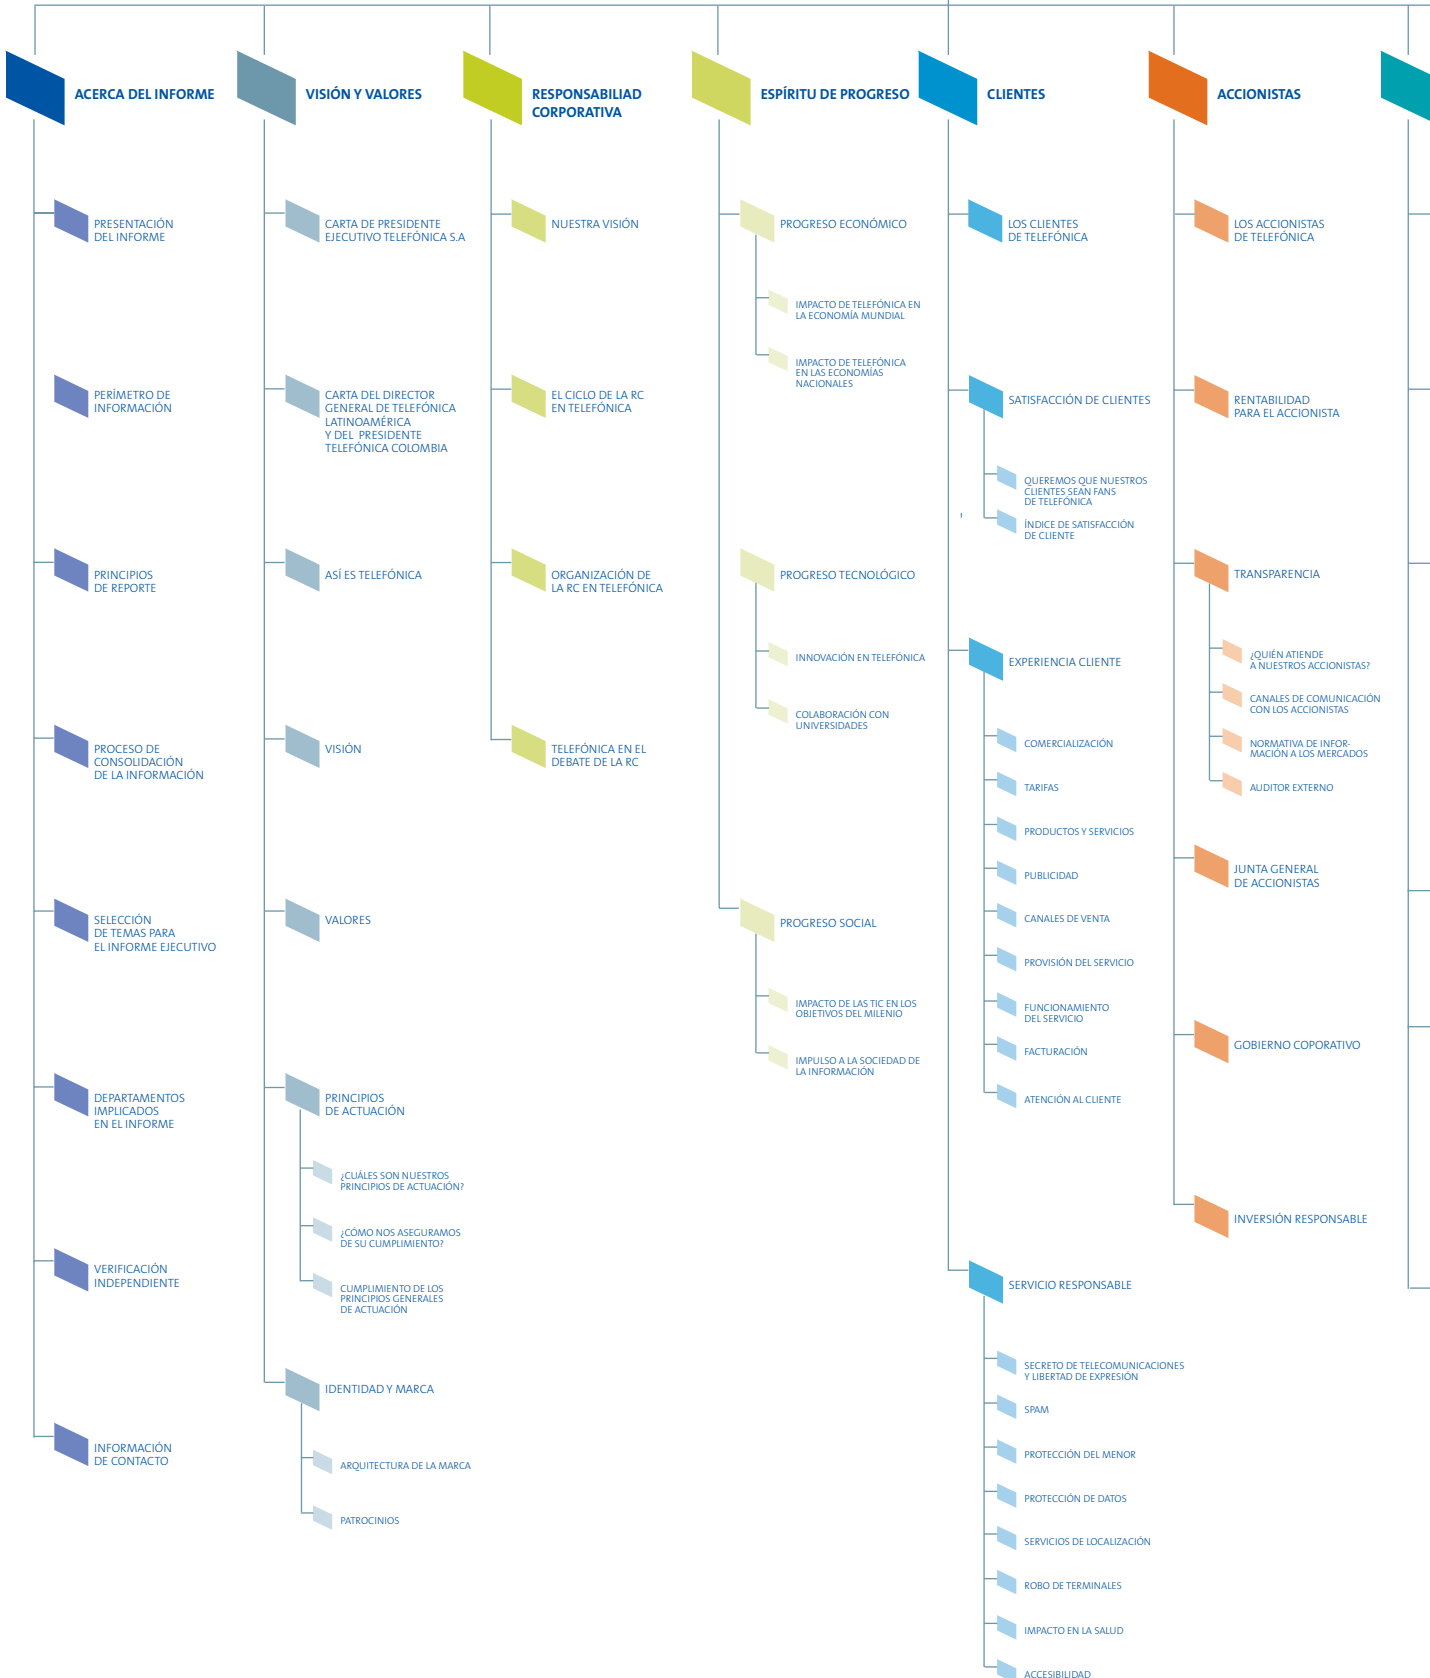 ACERCA DEL INFORME
PRESENTACIÓN
DEL INFORME
PERÍMETRO DE
INFORMACIÓN
PRINCIPIOS
DE REPORTE
PROCESO DE
CONSOLIDACIÓN
DE LA INFORMACIÓN
SELECCIÓN
DE TEMAS PARA
EL INFORME EJECUTIVO
DEPARTAMENTOS
IMPLICADOS
EN EL INFORME
VERIFICACIÓN
INDEPENDIENTE
INFORMACIÓN
DE CONTACTO
VISIÓN Y VALORES
CARTA DE PRESIDENTE
EJECUTIVO TELEFÓNICA S.A
CARTA DEL DIRECTOR
GENERAL DE TELEFÓNICA
LATINOAMÉRICA
Y DEL PRESIDENTE
TELEFÓNICA COLOMBIA
ASÍ ES TELEFÓNICA
VISIÓN
VALORES
PRINCIPIOS
DE ACTUACIÓN
¿CUÁLES SON NUESTROS
PRINCIPIOS DE ACTUACIÓN?
¿CÓMO NOS ASEGURAMOS
DE SU CUMPLIMIENTO?
CUMPLIMIENTO DE LOS
PRINCIPIOS GENERALES
DE ACTUACIÓN
IDENTIDAD Y MARCA
ARQUITECTURA DE LA MARCA
PATROCINIOS
RESPONSABILIAD
CORPORATIVA
NUESTRA VISIÓN
EL CICLO DE LA RC
EN TELEFÓNICA
ORGANIZACIÓN DE
LA RC EN TELEFÓNICA
TELEFÓNICA EN EL
DEBATE DE LA RC
ESPÍRITU DE PROGRESO
PROGRESO ECONÓMICO
IMPACTO DE TELEFÓNICA EN
LA ECONOMÍA MUNDIAL
IMPACTO DE TELEFÓNICA
EN LAS ECONOMÍAS
NACIONALES
PROGRESO TECNOLÓGICO
INNOVACIÓN EN TELEFÓNICA
COLABORACIÓN CON
UNIVERSIDADES
PROGRESO SOCIAL
IMPACTO DE LAS TIC EN LOS
OBJETIVOS DEL MILENIO
IMPULSO A LA SOCIEDAD DE
LA INFORMACIÓN
CLIENTES
LOS CLIENTES
DE TELEFÓNICA
SATISFACCIÓN DE CLIENTES
QUEREMOS QUE NUESTROS
CLIENTES SEAN FANS
DE TELEFÓNICA
ÍNDICE DE SATISFACCIÓN
DE CLIENTE
EXPERIENCIA CLIENTE
COMERCIALIZACIÓN
TARIFAS
PRODUCTOS Y SERVICIOS
PUBLICIDAD
CANALES DE VENTA
PROVISIÓN DEL SERVICIO
FUNCIONAMIENTO
DEL SERVICIO
FACTURACIÓN
ATENCIÓN AL CLIENTE
SERVICIO RESPONSABLE
SECRETO DE TELECOMUNICACIONES
Y LIBERTAD DE EXPRESIÓN
SPAM
PROTECCIÓN DEL MENOR
PROTECCIÓN DE DATOS
SERVICIOS DE LOCALIZACIÓN
ROBO DE TERMINALES
IMPACTO EN LA SALUD
ACCESIBILIDAD
ACCIONISTAS
LOS ACCIONISTAS
DE TELEFÓNICA
RENTABILIDAD
PARA EL ACCIONISTA
TRANSPARENCIA
¿QUIÉN ATIENDE
A NUESTROS ACCIONISTAS?
CANALES DE COMUNICACIÓN
CON LOS ACCIONISTAS
NORMATIVA DE INFOR-
MACIÓN A LOS MERCADOS
AUDITOR EXTERNO
JUNTA GENERAL
DE ACCIONISTAS
GOBIERNO COPORATIVO
INVERSIÓN RESPONSABLE